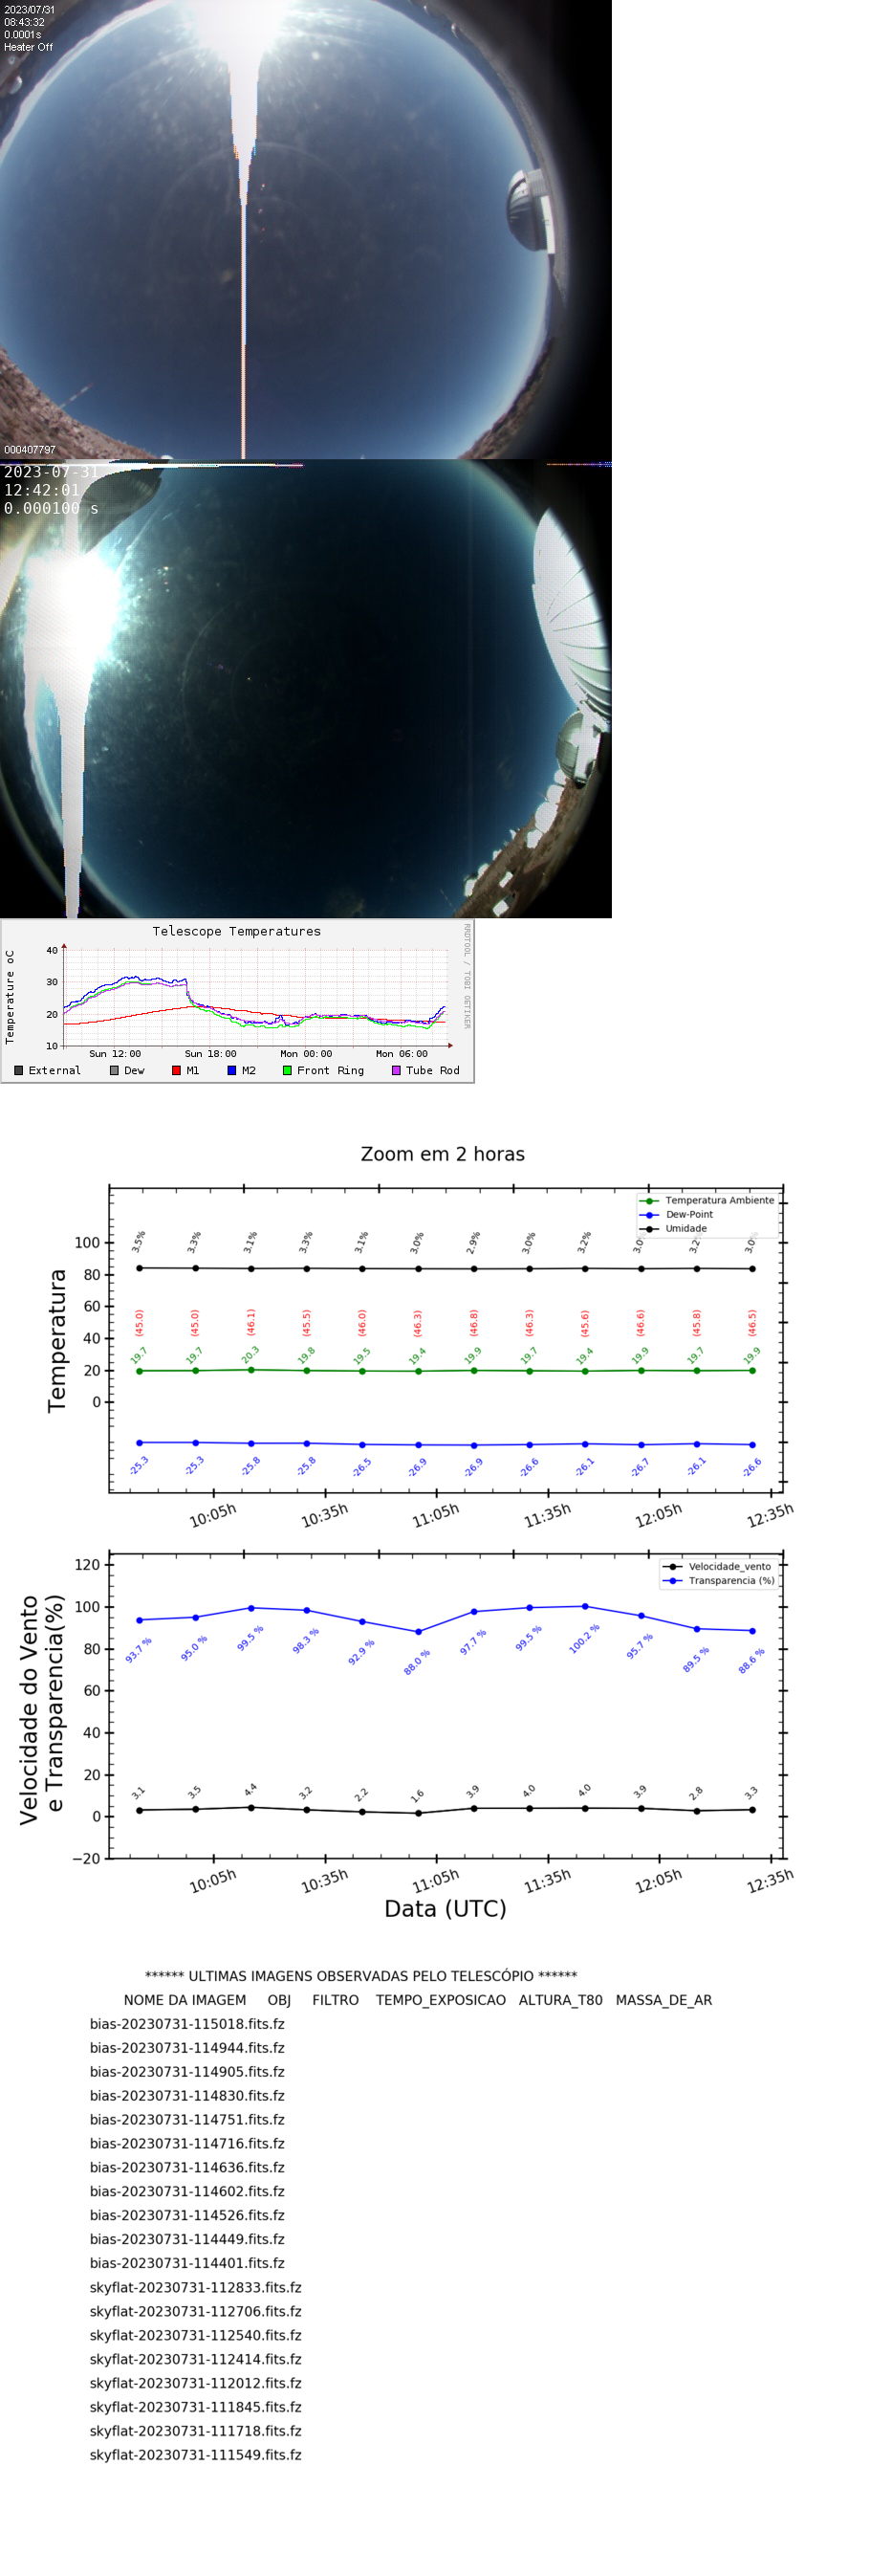 2023/07/31
08:43:32
0.0001s
Heater Off
000407797
2023-07-31
12:42:01
0.000100 s
Telescope Temperatures
RRDTOOL / TOBI OETIKER
Temperature oC
40
30
20
10
Sun 12:00 Sun 18:00 Mon 00:00 Mon 06:00
External Dew M1 M2 Front Ring Tube Rod
Zoom em 2 horas
Temperatura Ambiente
Dew-Point
Umidade
Temperatura
100
80
60
40
20
0
3.5% 3.3% 3.1% 3.3% 3.1% 3.0% 2.9% 3.0% 3.2% 3.0 3.2 3.0
(45.0) (45.0) (46.1) (45.5) (46.0) (46.3) (46.8) (46.3) (45.6) (46.6) (45.8) (46.5)
19.7 19.7 20.3 19.8 19.5 19.4 19.9 19.7 19.4 19.9 19.7 19.9
-25.3 -25.3 -25.8 -25.8 -26.5 -26.9 -26.9 -26.6 -26.1 -26.7 -26.1 -26.6
10:05h 10:35h 11:05h 11:35h 12:05h 12:35h
Velocidade_vento
Transparencia (%)
Velocidade do Vento
e Transparencia(%)
120
100
80
60
40
20
0
−20
93.7 % 95.0 % 99.5 % 98.3 % 92.9 % 88.0 % 97.7 % 99.5 % 100.2 % 95.7 % 89.5 % 88.6 %
3.1 3.5 4.4 3.2 2.2 1.6 3.9 4.0 4.0 3.9 2.8 3.3
10:05h 10:35h 11:05h 11:35h 12:05h 12:35h
Data (UTC)
****** ULTIMAS IMAGENS OBSERVADAS PELO TELESCÓPIO ******
NOME DA IMAGEM OBJ FILTRO TEMPO_EXPOSICAO ALTURA_T80 MASSA_DE_AR
bias-20230731-115018.fits.fz
bias-20230731-114944.fits.fz
bias-20230731-114905.fits.fz
bias-20230731-114830.fits.fz
bias-20230731-114751.fits.fz
bias-20230731-114716.fits.fz
bias-20230731-114636.fits.fz
bias-20230731-114602.fits.fz
bias-20230731-114526.fits.fz
bias-20230731-114449.fits.fz
bias-20230731-114401.fits.fz
skyflat-20230731-112833.fits.fz
skyflat-20230731-112706.fits.fz
skyflat-20230731-112540.fits.fz
skyflat-20230731-112414.fits.fz
skyflat-20230731-112012.fits.fz
skyflat-20230731-111845.fits.fz
skyflat-20230731-111718.fits.fz
skyflat-20230731-111549.fits.fz